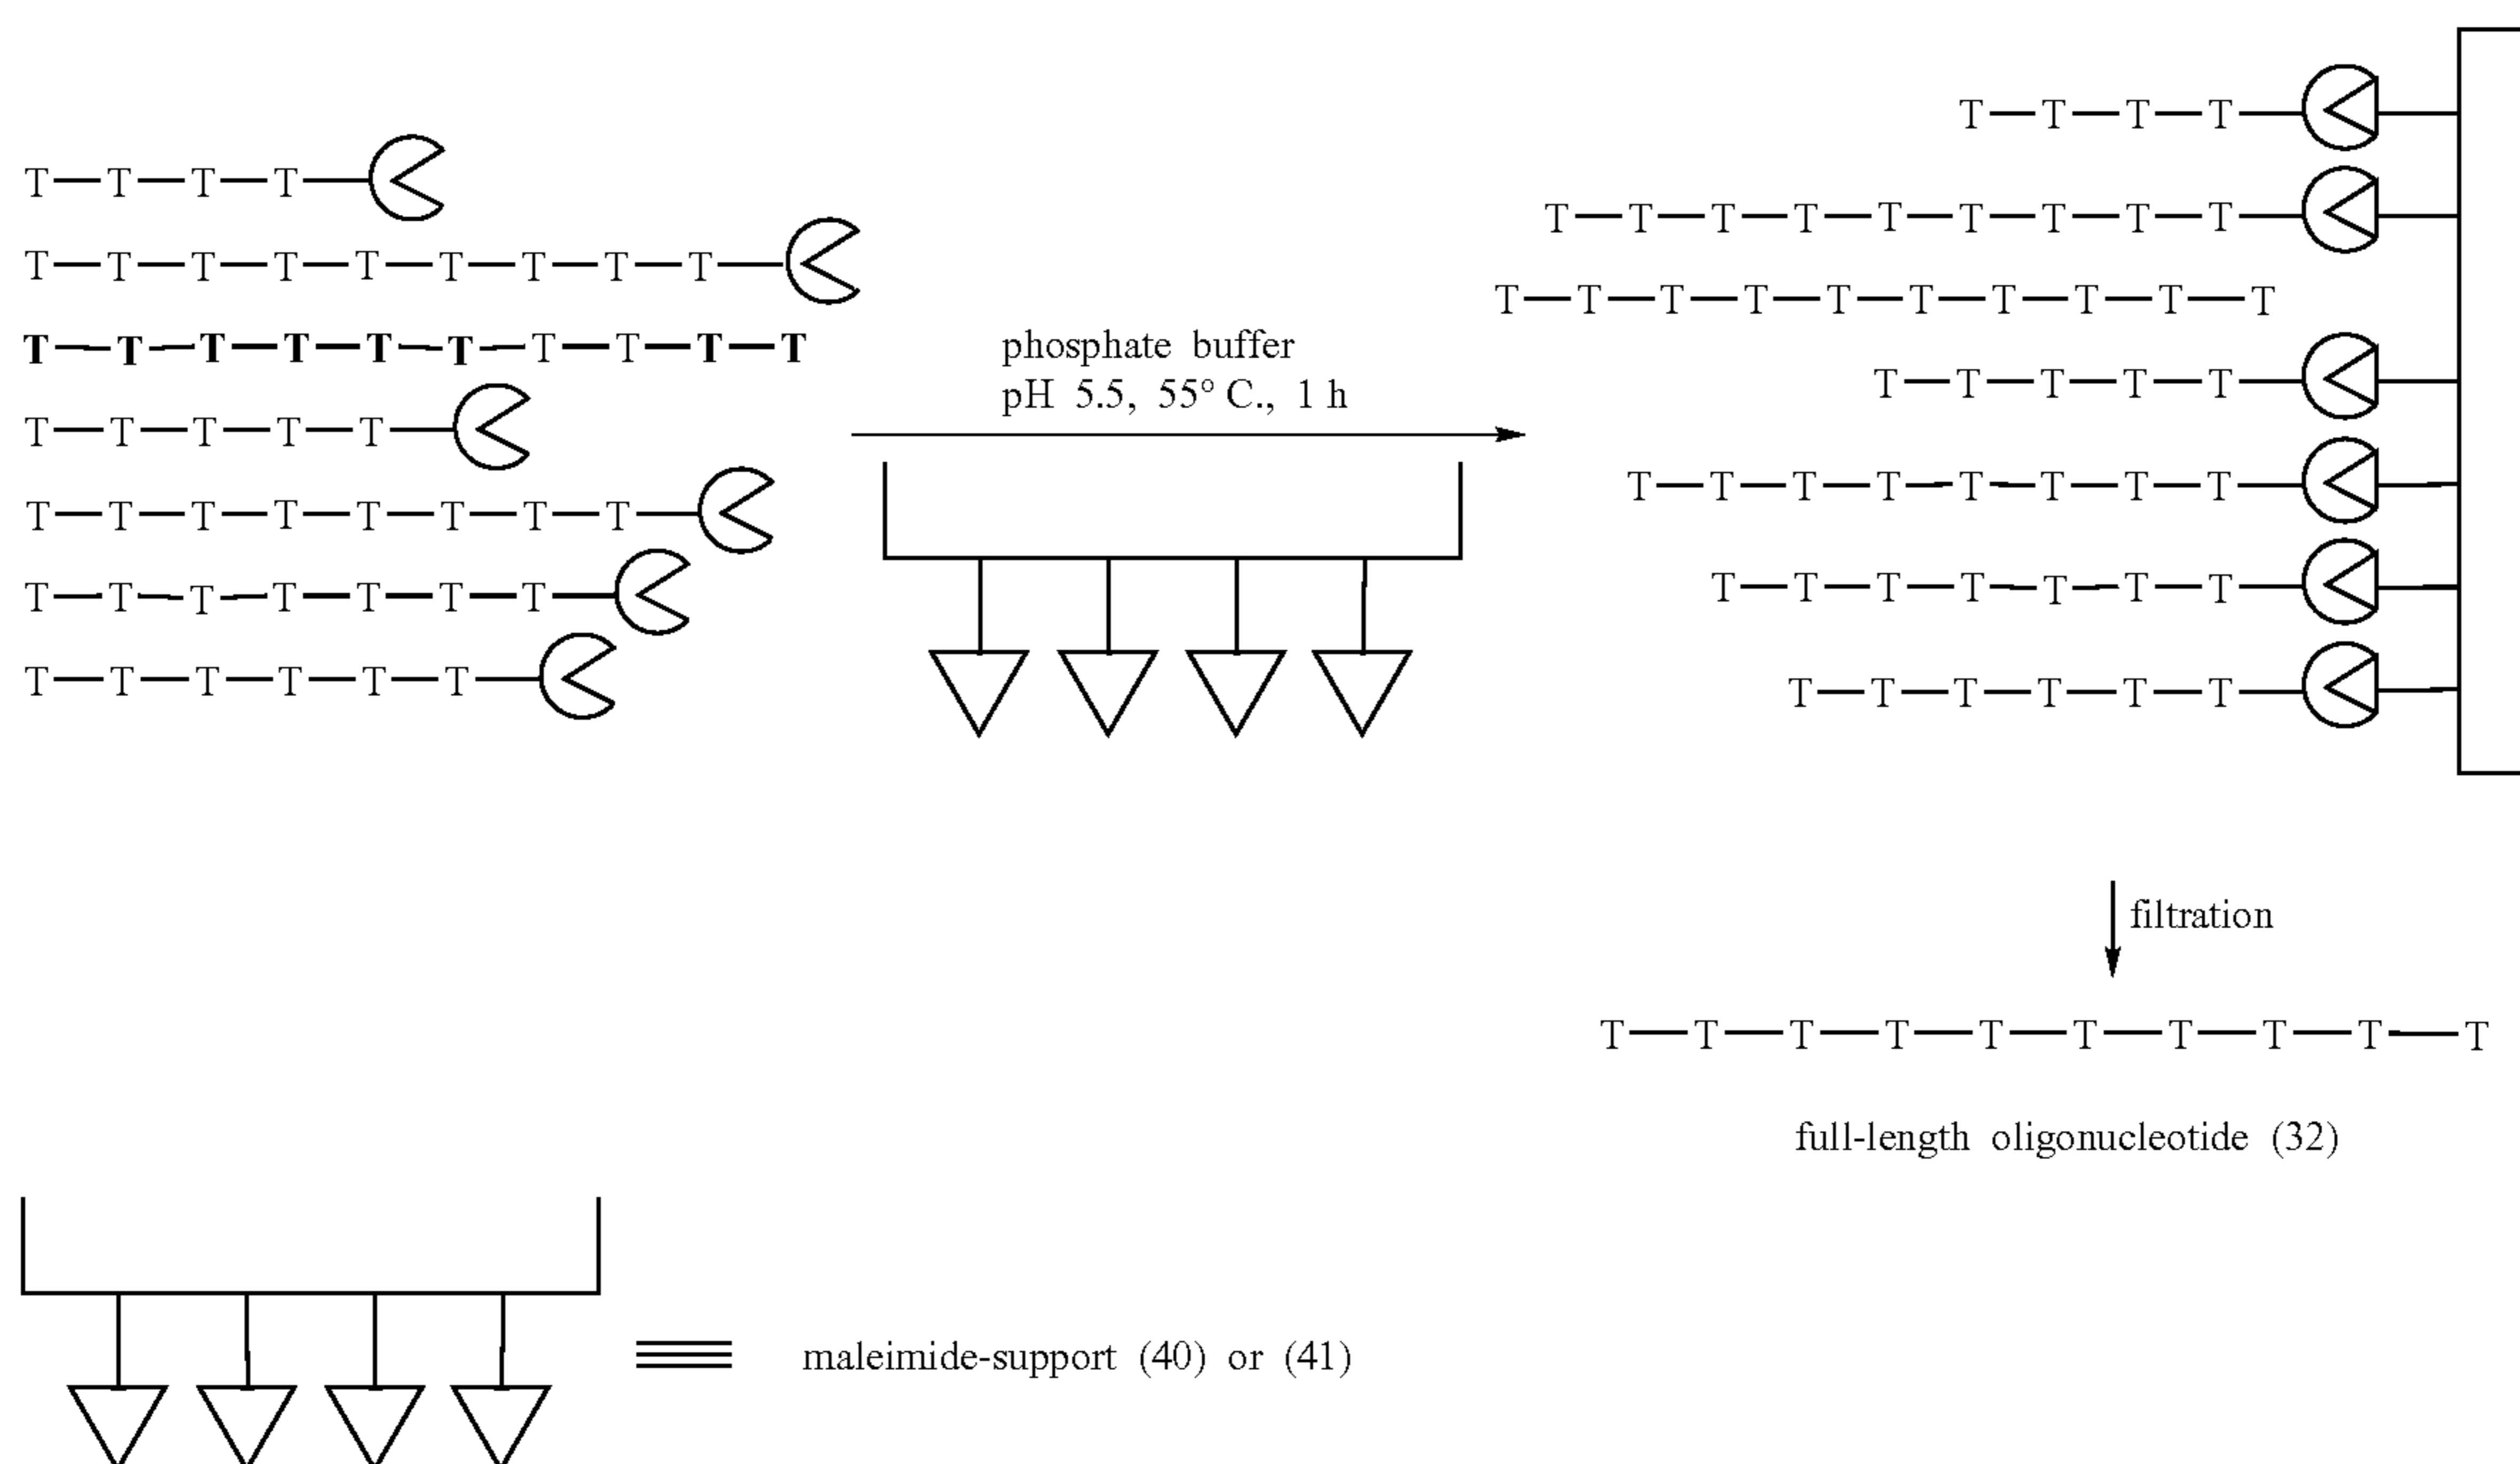 T—T—T—T
T—T—T—T—T—T—T—T—T
T—T—T—T—T—T—T—T—T—T
T—T—T—T—T
T—T—T—T—T—T—T—T
T—T—T—T—T—T—T
T—T—T—T—T—T
phosphate buffer
pH 5.5, 55° C., 1 h
T—T—T—T
T—T—T—T—T—T—T—T—T
T—T—T—T—T—T—T—T—T—T
T—T—T—T—T
T—T—T—T—T—T—T—T
T—T—T—T—T—T—T
T—T—T—T—T—T
filtration
T—T—T—T—T—T—T—T—T—T
full-length oligonucleotide (32)
maleimide-support (40) or (41)